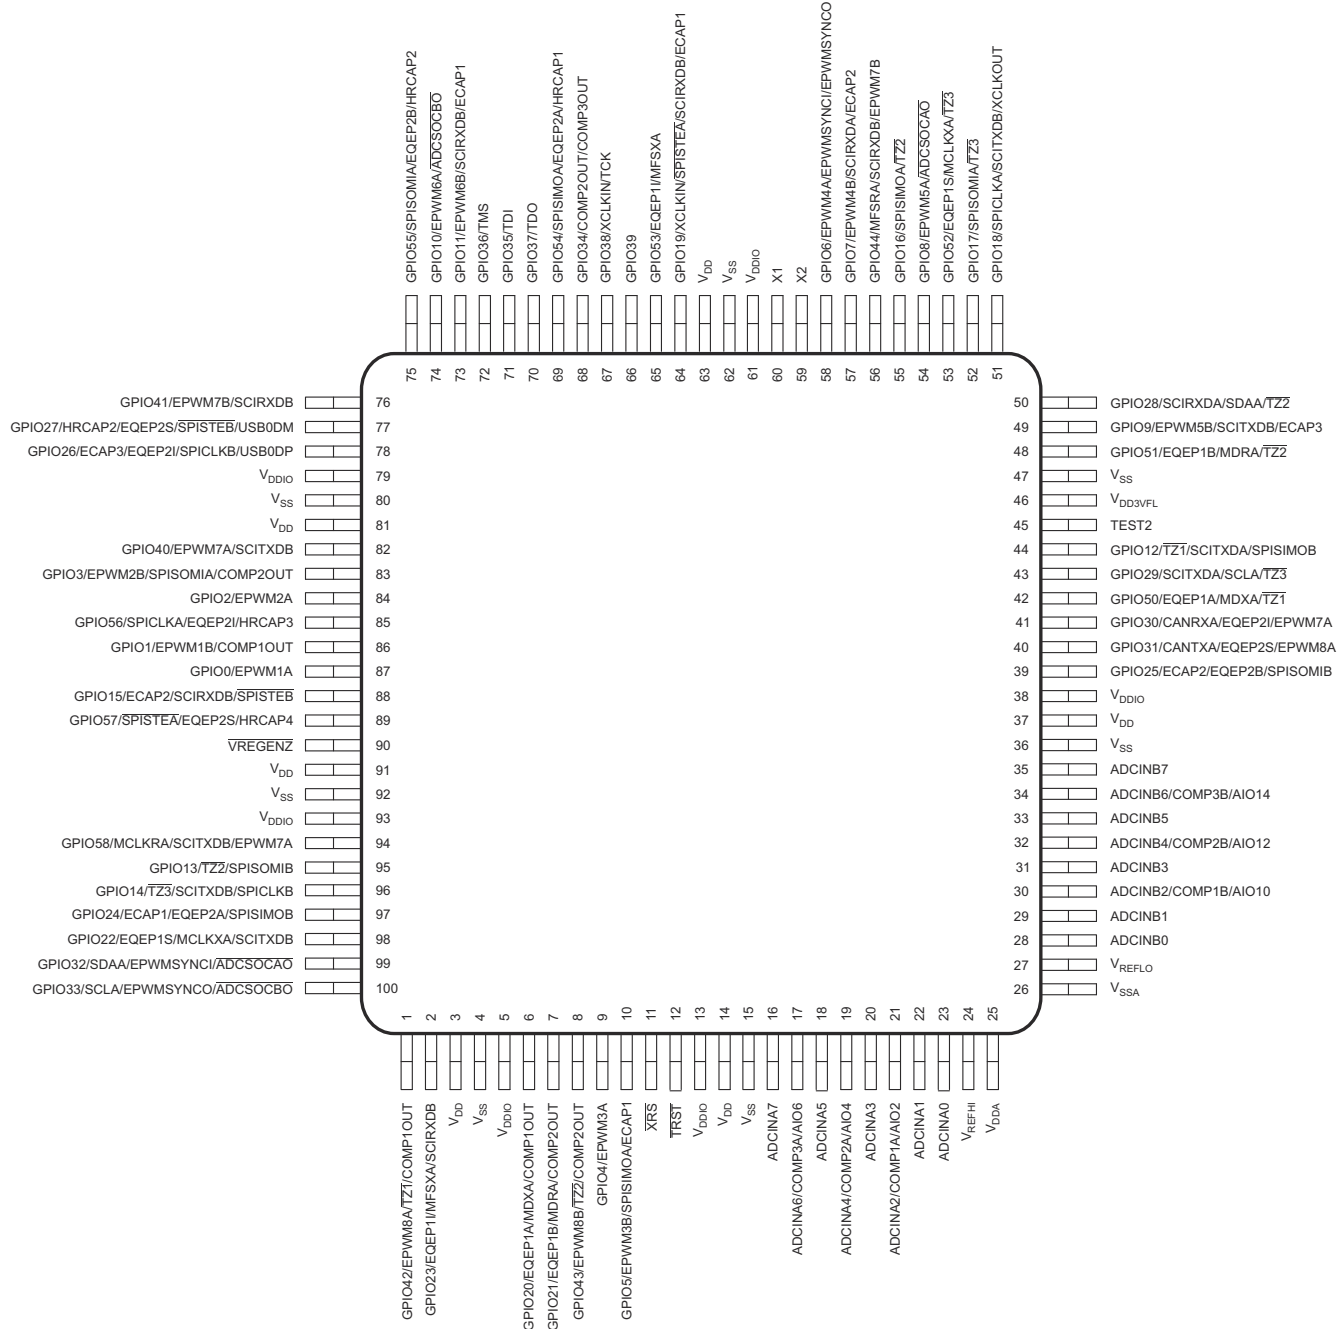 GPIO55/SPISOMIA/EQEP2B/HRCAP2
GPIO10/EPWM6A/ADCSOCBO
GPIO11/EPWM6B/SCIRXDB/ECAP1
GPIO36/TMS
GPIO35/TDI
GPIO37/TDO
GPIO54/SPISIMOA/EQEP2A/HRCAP1
GPIO34/COMP2OUT/COMP3OUT
GPIO38/XCLKIN/TCK
GPIO39
GPIO53/EQEP1I/MFSXA
GPIO19/XCLKIN/SPISTEA/SCIRXDB/ECAP1
VDD
VSS
VDDIO
X1
X2
GPIO6/EPWM4A/EPWMSYNCI/EPWMSYNCO
GPIO7/EPWM4B/SCIRXDA/ECAP2
GPIO44/MFSRA/SCIRXDB/EPWM7B
GPIO16/SPISIMOA/TZ2
GPIO8/EPWM5A/ADCSOCAO
GPIO52/EQEP1S/MCLKXA/TZ3
GPIO17/SPISOMIA/TZ3
GPIO18/SPICLKA/SCITXDB/XCLKOUT
75
74
73
72
71
70
69
68
67
66
65
64
63
62
61
60
59
58
57
56
55
54
53
52
51
GPIO41/EPWM7B/SCIRXDB 76
GPIO27/HRCAP2/EQEP2S/SPISTEB/USB0DM 77
GPIO26/ECAP3/EQEP2I/SPICLKB/USB0DP 78
VDDIO 79
VSS 80
VDD 81
GPIO40/EPWM7A/SCITXDB 82
GPIO3/EPWM2B/SPISOMIA/COMP2OUT 83
GPIO2/EPWM2A 84
GPIO56/SPICLKA/EQEP2I/HRCAP3 85
GPIO1/EPWM1B/COMP1OUT 86
GPIO0/EPWM1A 87
GPIO15/ECAP2/SCIRXDB/SPISTEB 88
GPIO57/SPISTEA/EQEP2S/HRCAP4 89
VREGENZ 90
VDD 91
VSS 92
VDDIO 93
GPIO58/MCLKRA/SCITXDB/EPWM7A 94
GPIO13/TZ2/SPISOMIB 95
GPIO14/TZ3/SCITXDB/SPICLKB 96
GPIO24/ECAP1/EQEP2A/SPISIMOB 97
GPIO22/EQEP1S/MCLKXA/SCITXDB 98
GPIO32/SDAA/EPWMSYNCI/ADCSOCAO 99
GPIO33/SCLA/EPWMSYNCO/ADCSOCBO 100
50 GPIO28/SCIRXDA/SDAA/TZ2
49 GPIO9/EPWM5B/SCITXDB/ECAP3
48 GPIO51/EQEP1B/MDRA/TZ2
47 VSS
46 VDD3VFL
45 TEST2
44 GPIO12/TZ1/SCITXDA/SPISIMOB
43 GPIO29/SCITXDA/SCLA/TZ3
42 GPIO50/EQEP1A/MDXA/TZ1
41 GPIO30/CANRXA/EQEP2I/EPWM7A
40 GPIO31/CANTXA/EQEP2S/EPWM8A
39 GPIO25/ECAP2/EQEP2B/SPISOMIB
38 VDDIO
37 VDD
36 VSS
35 ADCINB7
34 ADCINB6/COMP3B/AIO14
33 ADCINB5
32 ADCINB4/COMP2B/AIO12
31 ADCINB3
30 ADCINB2/COMP1B/AIO10
29 ADCINB1
28 ADCINB0
27 VREFLO
26 VSSA
1
2
3
4
5
6
7
8
9
10
11
12
13
14
15
16
17
18
19
20
21
22
23
24
25
GPIO42/EPWM8A/TZ1/COMP1OUT
GPIO23/EQEP1I/MFSXA/SCIRXDB
VDD
VSS
VDDIO
GPIO20/EQEP1A/MDXA/COMP1OUT
GPIO21/EQEP1B/MDRA/COMP2OUT
GPIO43/EPWM8B/TZ2/COMP2OUT
GPIO4/EPWM3A
GPIO5/EPWM3B/SPISIMOA/ECAP1
XRS
TRST
VDDIO
VDD
VSS
ADCINA7
ADCINA6/COMP3A/AIO6
ADCINA5
ADCINA4/COMP2A/AIO4
ADCINA3
ADCINA2/COMP1A/AIO2
ADCINA1
ADCINA0
VREFHI
VDDA